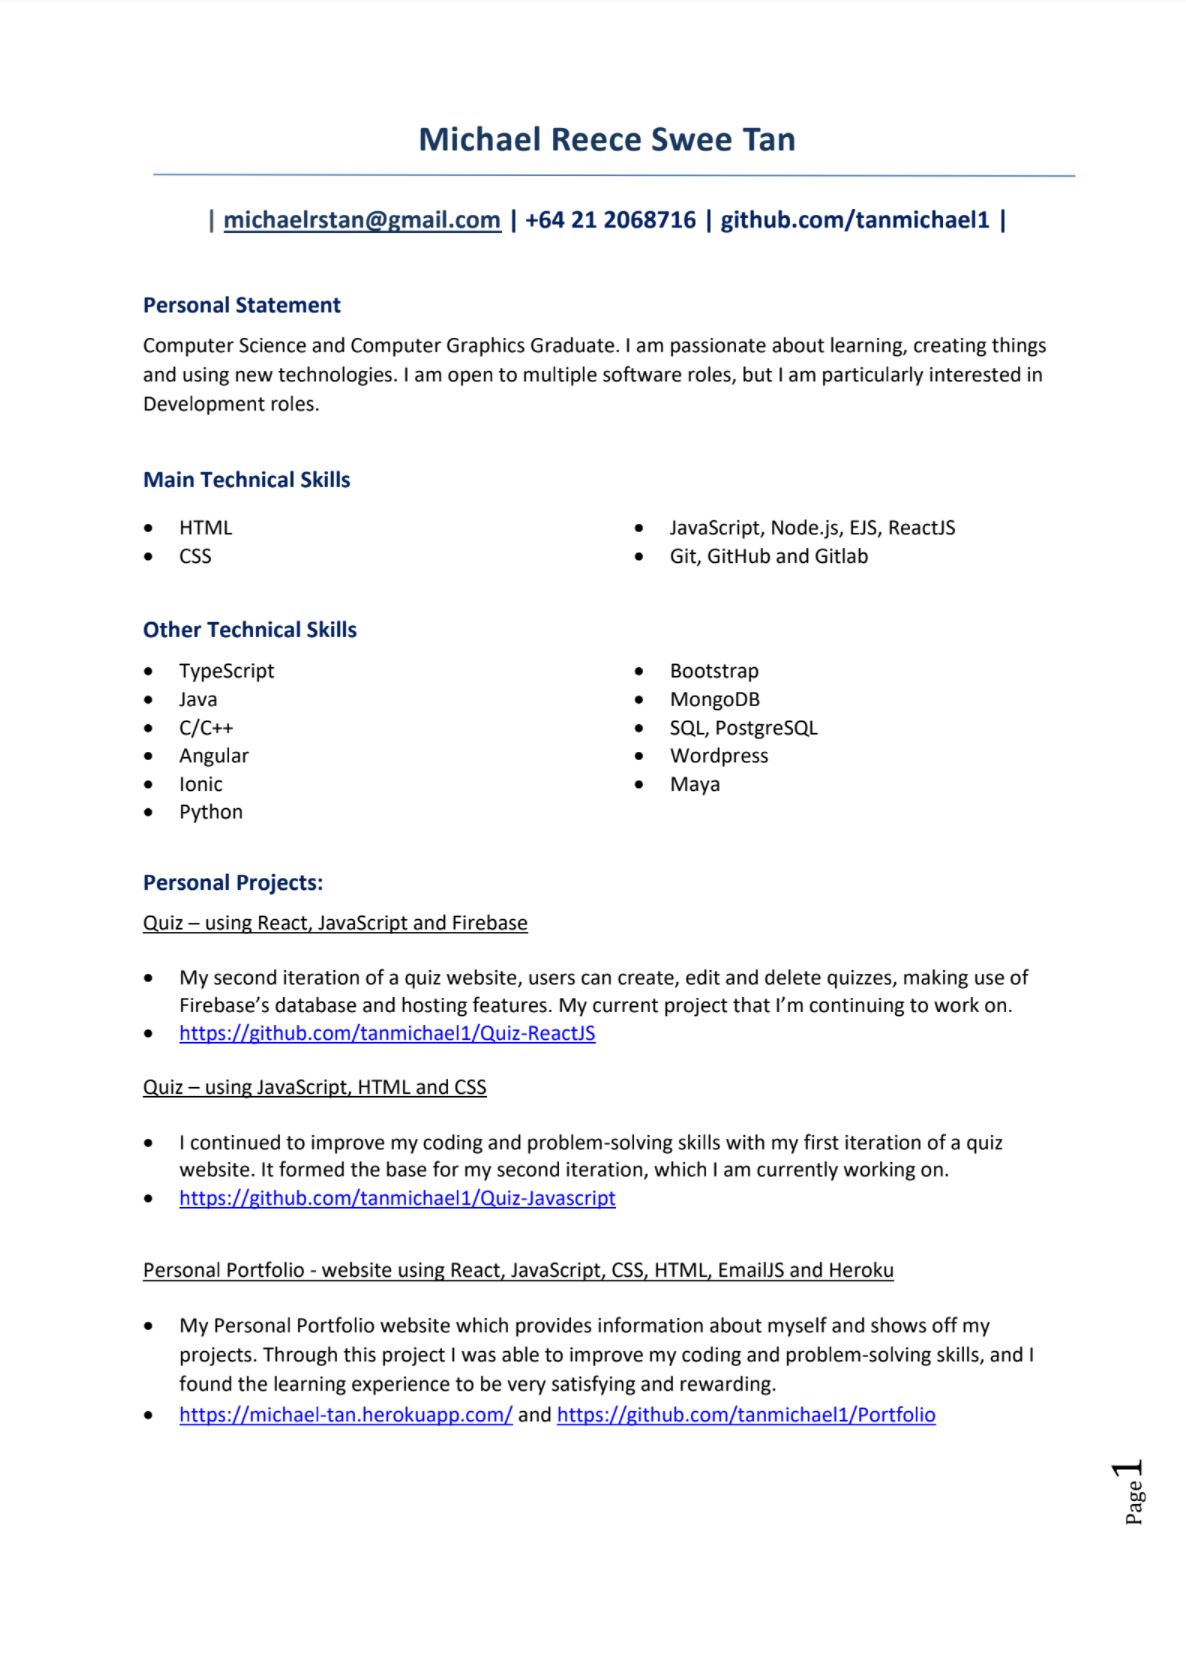 Michael Reece Swee Tan
| michaelrstan@gmail.com | +64 21 2068716 | github.com/tanmichael1 |
Personal Statement
Computer Science and Computer Graphics Graduate. I am passionate about learning, creating things
and using new technologies. I am open to multiple software roles, but I am particularly interested in
Development roles.
Main Technical Skills
• HTML
• CSS
• JavaScript, Node.js, EJS, ReactJS
• Git, GitHub and Gitlab
Other Technical Skills
• TypeScript
• Java
• C/C++
• Angular
• Ionic
• Python
• Bootstrap
• MongoDB
• SQL, PostgreSQL
• Wordpress
• Maya
Personal Projects:
Quiz – using React, JavaScript and Firebase
• My second iteration of a quiz website, users can create, edit and delete quizzes, making use of
Firebase’s database and hosting features. My current project that I’m continuing to work on.
• https://github.com/tanmichael1/Quiz-ReactJS
Quiz – using JavaScript, HTML and CSS
• I continued to improve my coding and problem-solving skills with my first iteration of a quiz
website. It formed the base for my second iteration, which I am currently working on.
• https://github.com/tanmichael1/Quiz-Javascript
Personal Portfolio - website using React, JavaScript, CSS, HTML, EmailJS and Heroku
• My Personal Portfolio website which provides information about myself and shows off my
projects. Through this project I was able to improve my coding and problem-solving skills, and I
found the learning experience to be very satisfying and rewarding.
• https://michael-tan.herokuapp.com/ and https://github.com/tanmichael1/Portfolio
Page 1